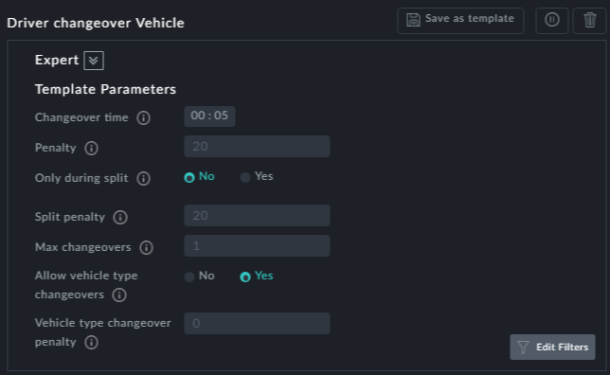 Driver changeover Vehicle
Save as template
Expert
Template Parameters
Changeover time
00 : 05
Penalty
20
Only during split
No
Yes
Split penalty
20
Max changeovers
1
Allow vehicle type
changeovers
No
Yes
Vehicle type changeover
penalty
0
Edit Filters